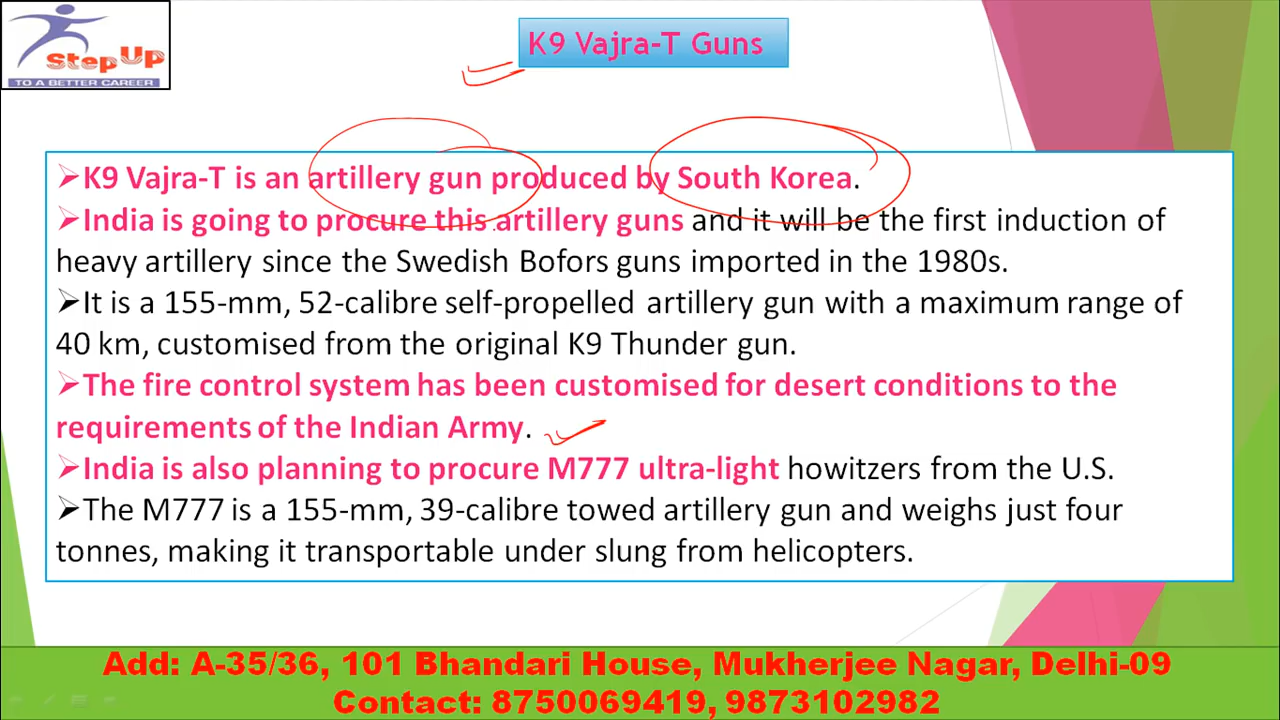 StepUp
TO A BETTER CAREER
K9 Vajra-T Guns
➢K9 Vajra-T is an artillery gun produced by South Korea.
➢India is going to procure this artillery guns and it will be the first induction of
heavy artillery since the Swedish Bofors guns imported in the 1980s.
➢It is a 155-mm, 52-calibre self-propelled artillery gun with a maximum range of
40 km, customised from the original K9 Thunder gun.
➢The fire control system has been customised for desert conditions to the
requirements of the Indian Army.
➢India is also planning to procure M777 ultra-light howitzers from the U.S.
➢The M777 is a 155-mm, 39-calibre towed artillery gun and weighs just four
tonnes, making it transportable under slung from helicopters.
Add: A-35/36, 101 Bhandari House, Mukherjee Nagar, Delhi-09
Contact: 8750069419, 9873102982